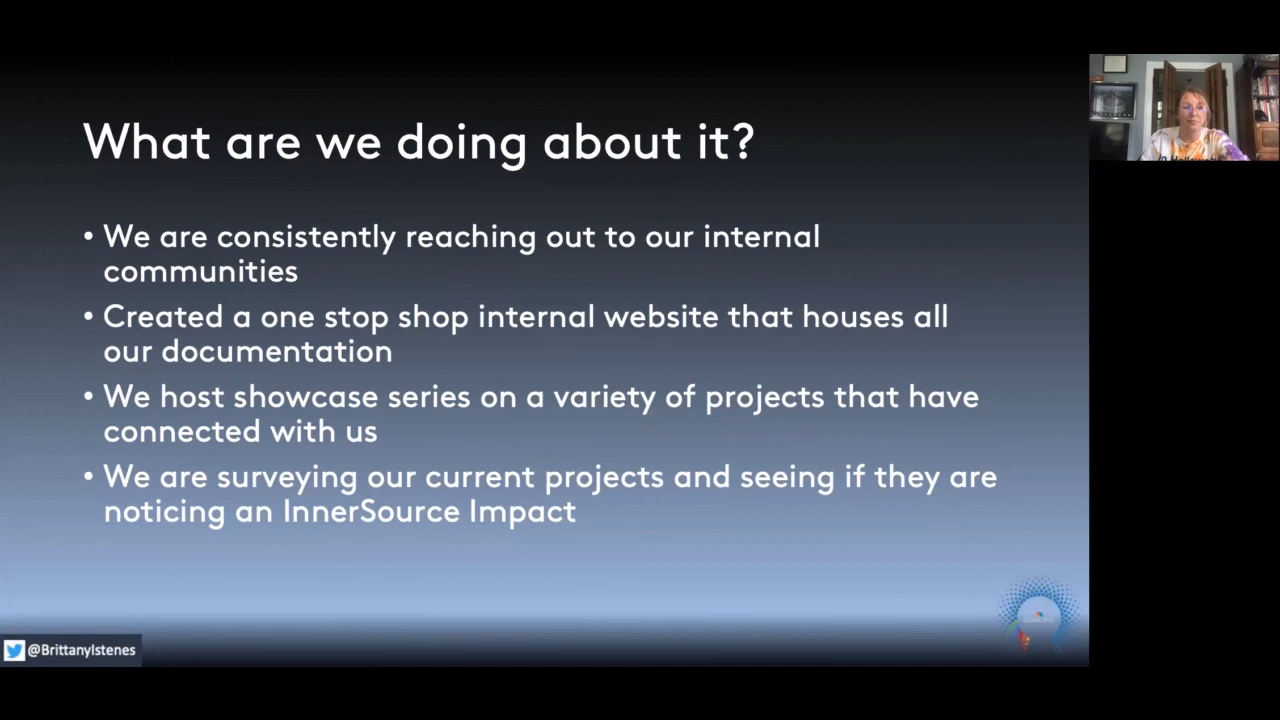 What are we doing about it?
• We are consistently reaching out to our internal
communities
• Created a one stop shop internal website that houses all
our documentation
• We host showcase series on a variety of projects that have
connected with us
• We are surveying our current projects and seeing if they are
noticing an InnerSource Impact
@BrittanyIstenes